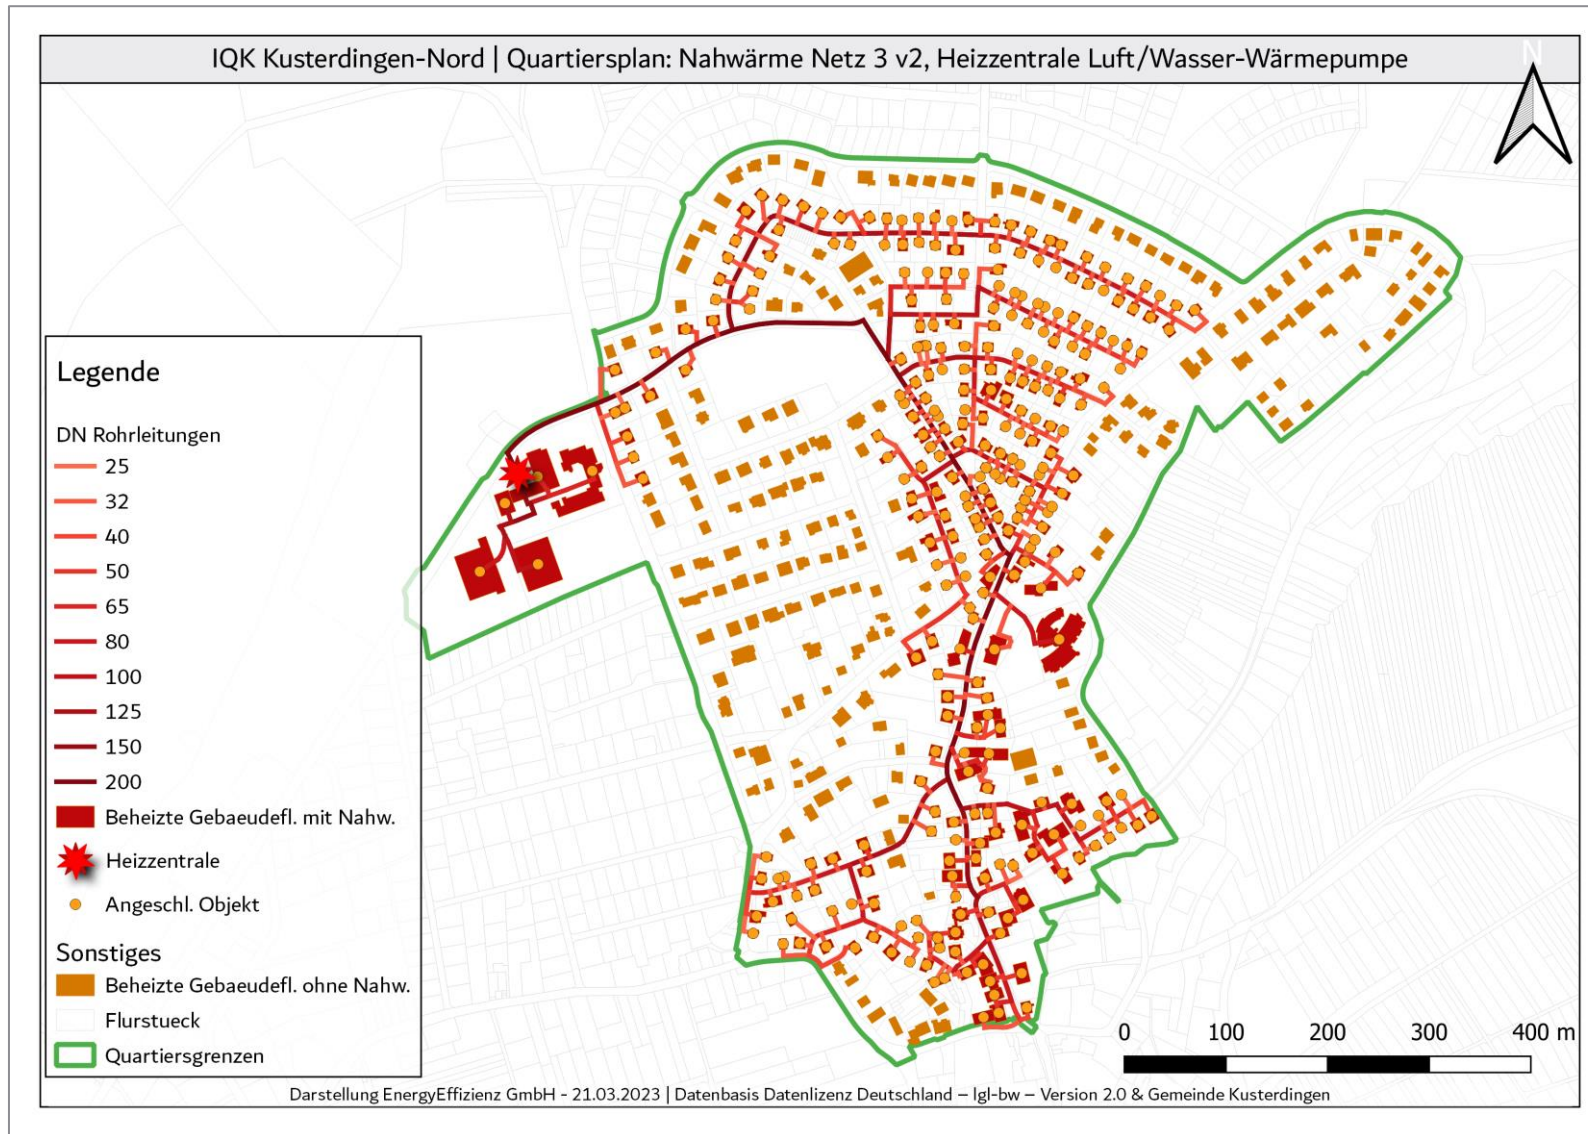 IQK Kusterdingen-Nord | Quartiersplan: Nahwärme Netz 3 v2, Heizzentrale Luft/Wasser-Wärmepumpe
N
Legende
DN Rohrleitungen
25
32
40
50
65
80
100
125
150
200
Beheizte Gebaeudefl. mit Nahw.
Heizzentrale
Angeschl. Objekt
Sonstiges
Beheizte Gebaeudefl. ohne Nahw.
Flurstueck
Quartiersgrenzen
0 100 200 300 400 m
Darstellung EnergyEffizienz GmbH - 21.03.2023 | Datenbasis Datenlizenz Deutschland – lgl-bw – Version 2.0 & Gemeinde Kusterdingen